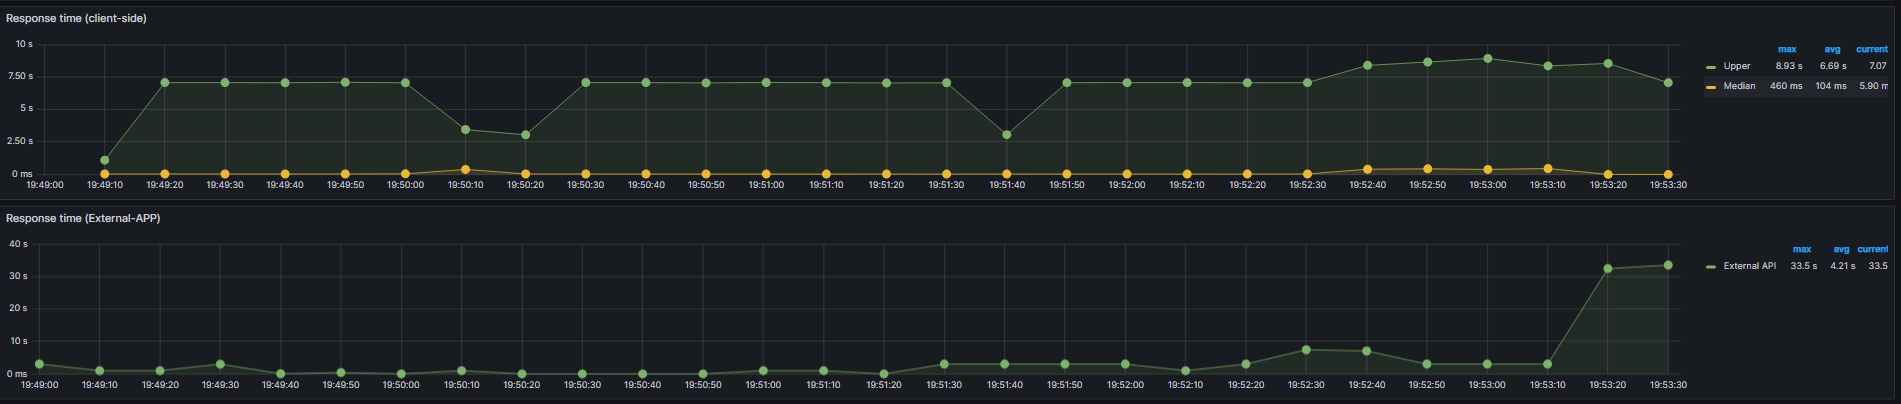 Response time (client-side)
10 s
7.50 s
5 s
2.50 s
0 ms
19:49:00 19:49:10 19:49:20 19:49:30 19:49:40 19:49:50 19:50:00 19:50:10 19:50:20 19:50:30 19:50:40 19:50:50 19:51:00 19:51:10 19:51:20 19:51:30 19:51:40 19:51:50 19:52:00 19:52:10 19:52:20 19:52:30 19:52:40 19:52:50 19:53:00 19:53:10 19:53:20 19:53:30
max avg current
Upper 8.93 s 6.69 s 7.07
Median 460 ms 104 ms 5.90 m
Response time (External-APP)
40 s
30 s
20 s
10 s
0 ms
19:49:00 19:49:10 19:49:20 19:49:30 19:49:40 19:49:50 19:50:00 19:50:10 19:50:20 19:50:30 19:50:40 19:50:50 19:51:00 19:51:10 19:51:20 19:51:30 19:51:40 19:51:50 19:52:00 19:52:10 19:52:20 19:52:30 19:52:40 19:52:50 19:53:00 19:53:10 19:53:20 19:53:30
max avg current
External API 33.5 s 4.21 s 33.5